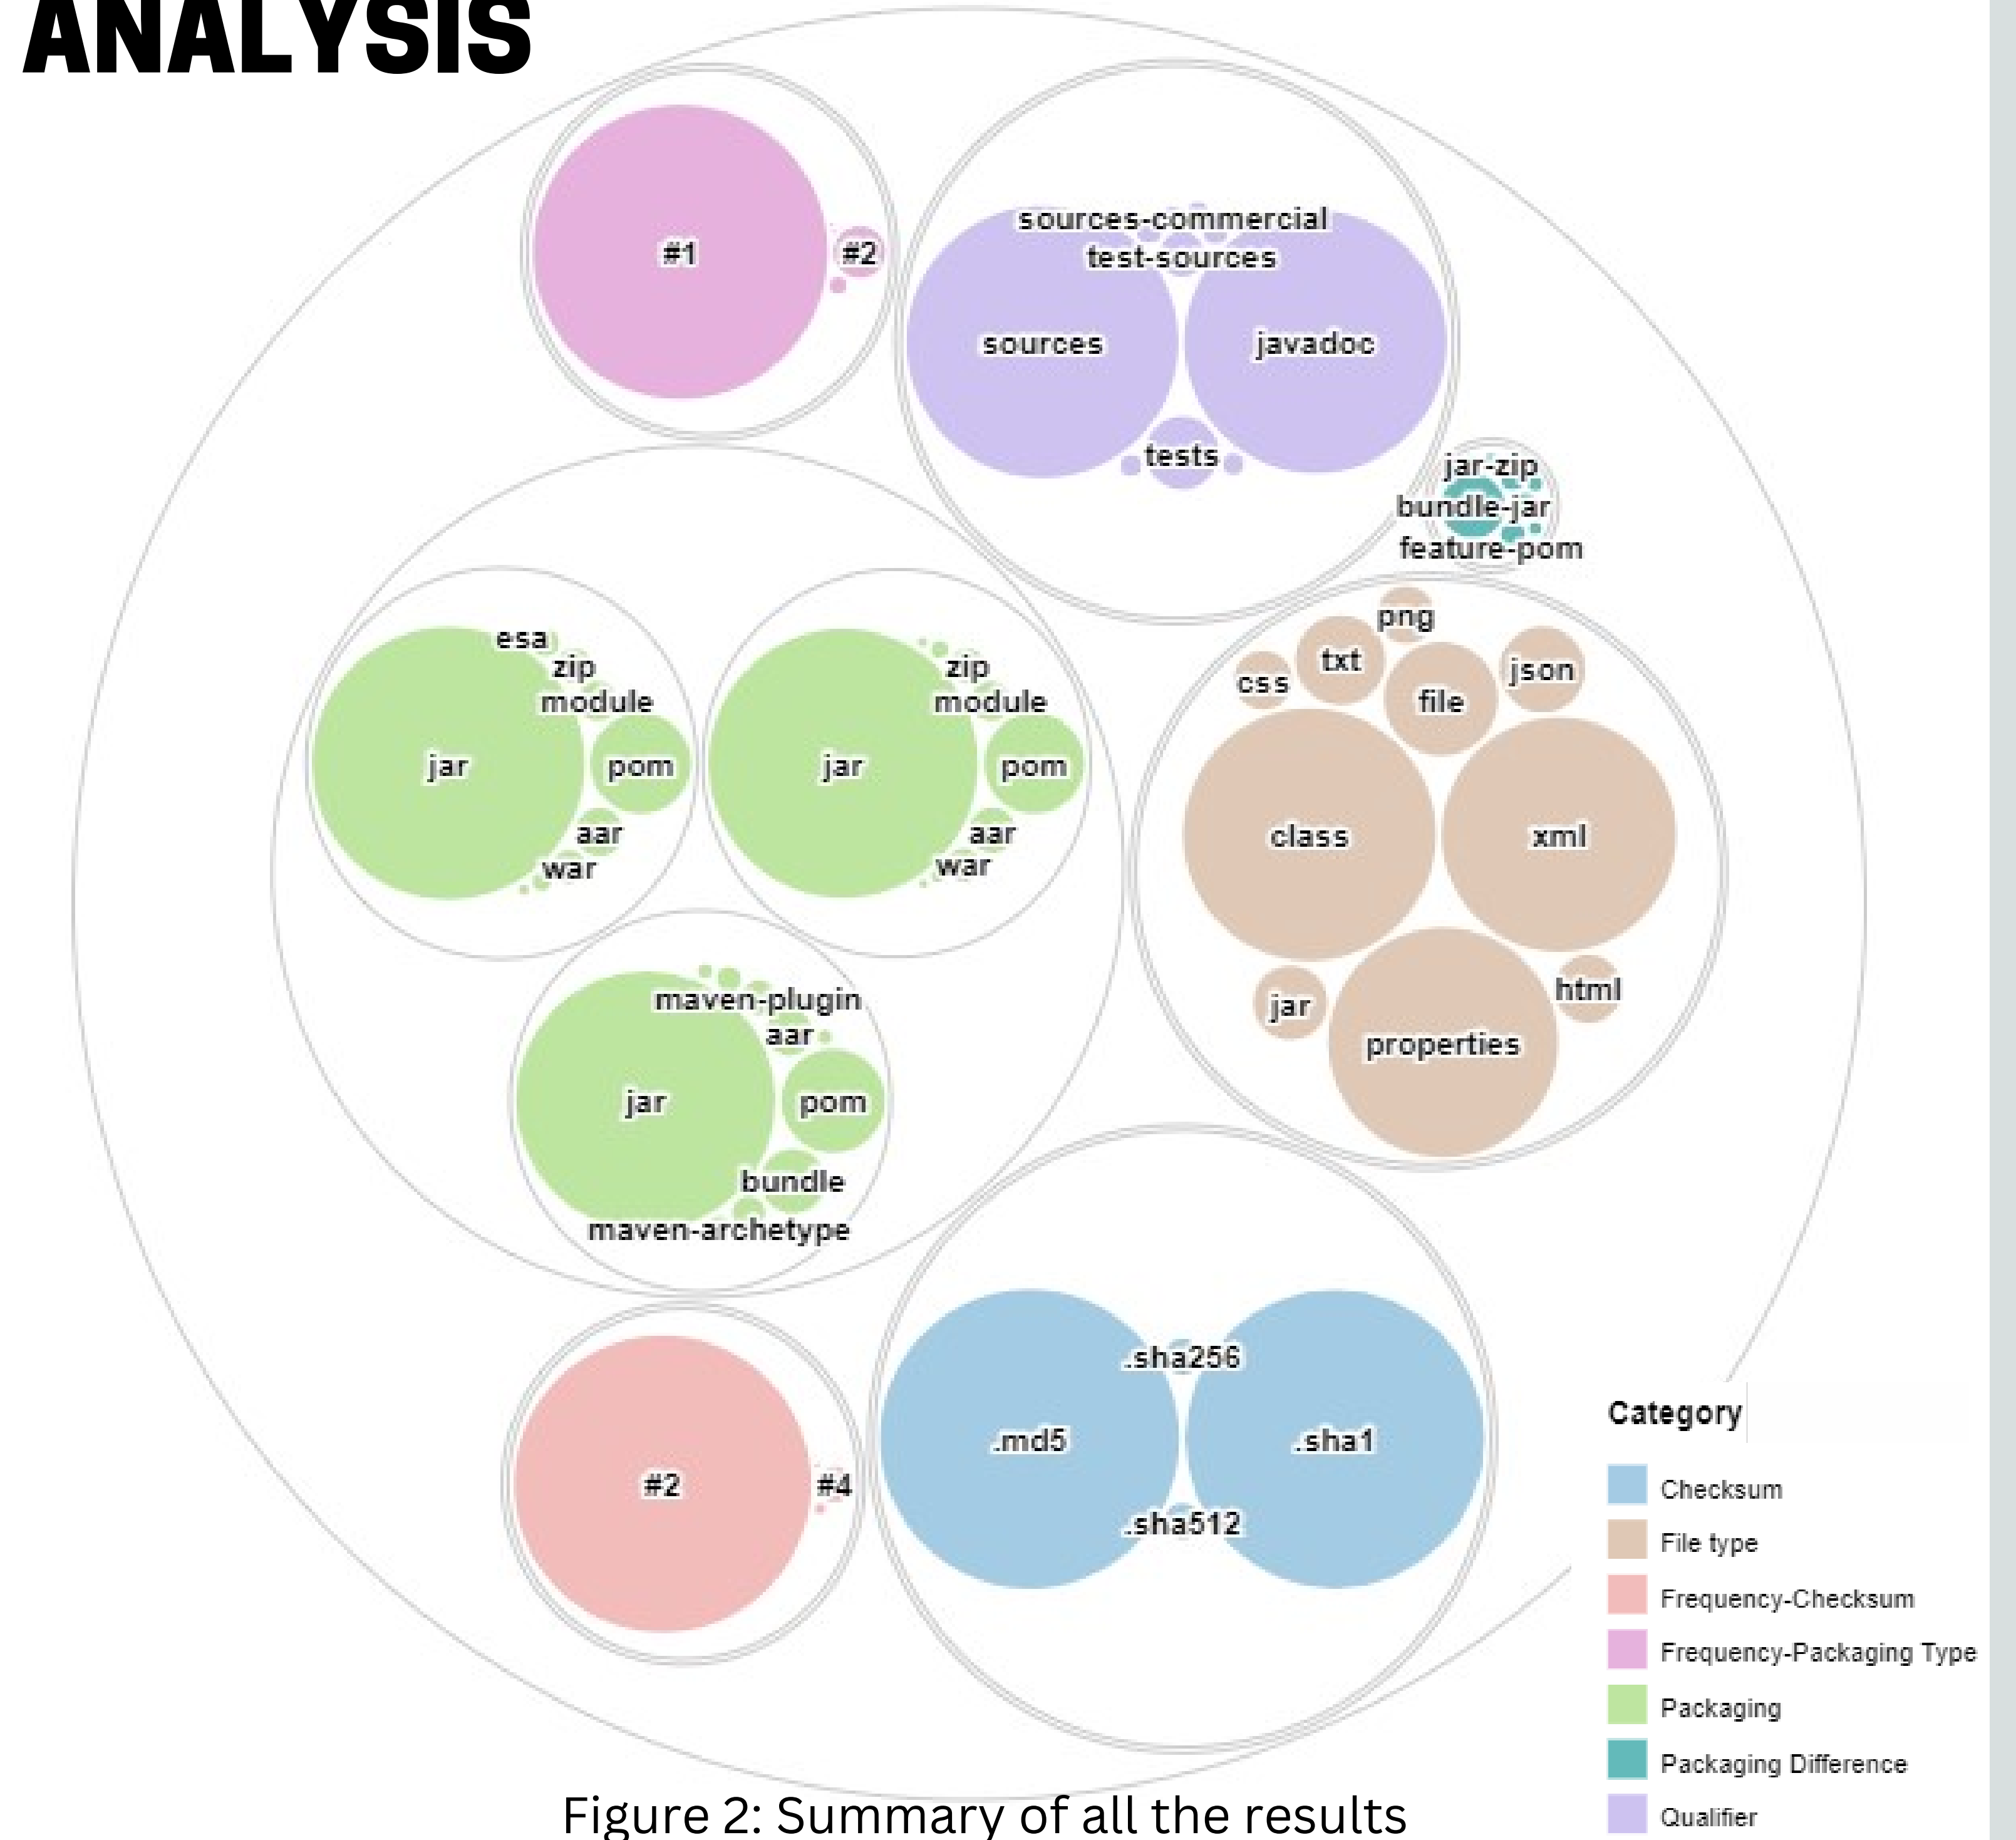 ANALYSIS
#1
#2
sources-commercial
test-sources
sources
javadoc
tests
jar-zip
bundle-jar
feature-pom
esa
zip
module
jar
pom
aar
war
zip
module
jar
pom
aar
war
maven-plugin
aar
jar
pom
bundle
maven-archetype
png
txt
json
css
file
class
xml
jar
html
properties
#2
#4
.sha256
.md5
.sha1
.sha512
Category
Checksum
File type
Frequency-Checksum
Frequency-Packaging Type
Packaging
Packaging Difference
Qualifier
Figure 2: Summary of all the results